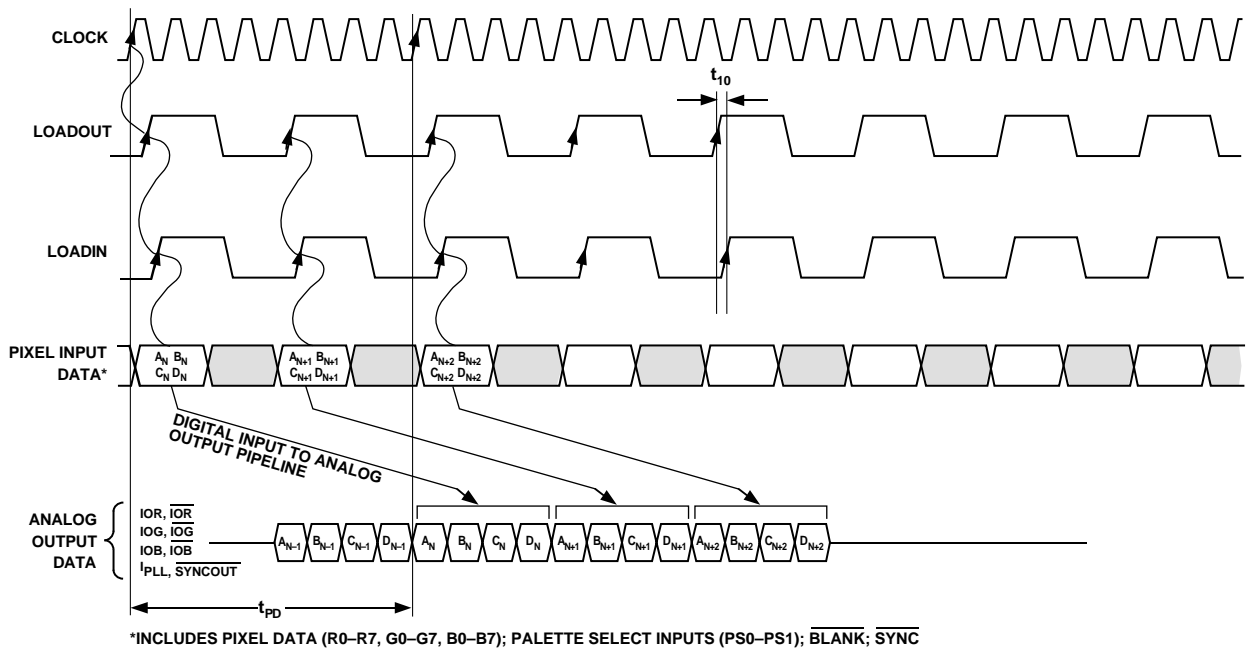 CLOCK
t10
LOADOUT
LOADIN
PIXEL INPUT
DATA*
AN BN
CN DN
AN+1 BN+1
CN+1 DN+1
AN+2 BN+2
CN+2 DN+2
DIGITAL INPUT TO ANALOG
OUTPUT PIPELINE
ANALOG
OUTPUT
DATA
IOR, IOR
IOG, IOG
IOB, IOB
IPLL, SYNCOUT
AN–1 BN–1 CN–1 DN–1 AN BN CN DN AN+1 BN+1 CN+1 DN+1 AN+2 BN+2 CN+2 DN+2
tPD
*INCLUDES PIXEL DATA (R0–R7, G0–G7, B0–B7); PALETTE SELECT INPUTS (PS0–PS1); BLANK; SYNC